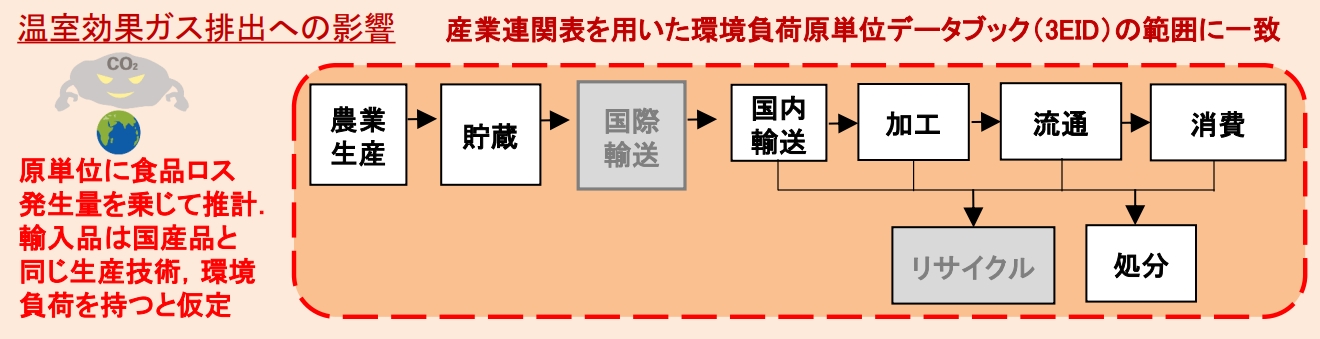 温室効果ガス排出への影響
産業連関表を用いた環境負荷原単位データブック(3EID)の範囲に一致
CO₂
原単位に食品ロス
発生量を乗じて推計.
輸入品は国産品と
同じ生産技術, 環境
負荷を持つと仮定
農業
生産
貯蔵
国際
輸送
国内
輸送
加工
流通
消費
リサイクル
処分